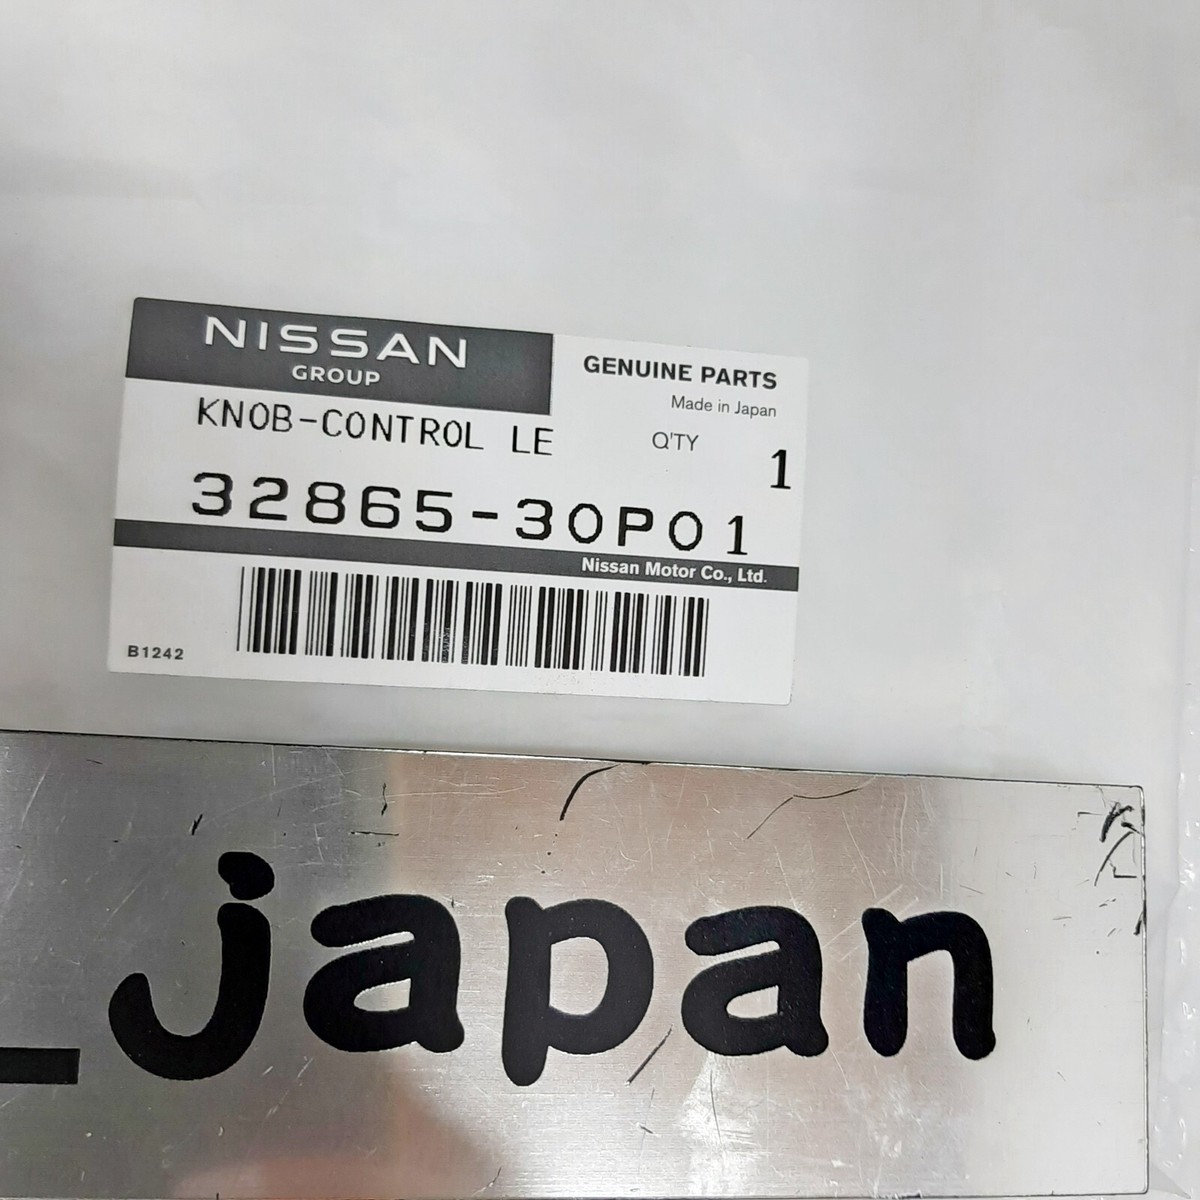 NISSAN
GROUP
GENUINE PARTS
Made in Japan
KNOB-CONTROL LE
Q'TY 1
32865-30P01
Nissan Motor Co., Ltd.
B1242
_japan